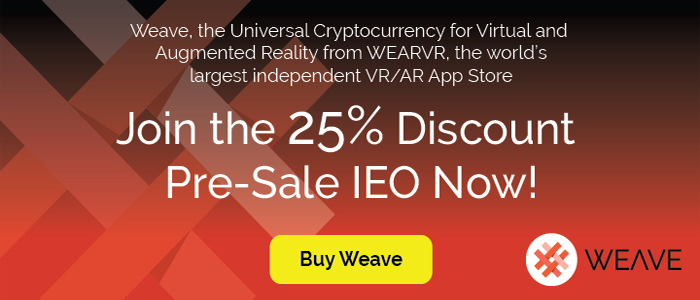 Weave, the Universal Cryptocurrency for Virtual and
Augmented Reality from WEARVR, the world's
largest independent VR/AR App Store
Join the 25% Discount
Pre-Sale IEO Now!
Buy Weave
WEAVE